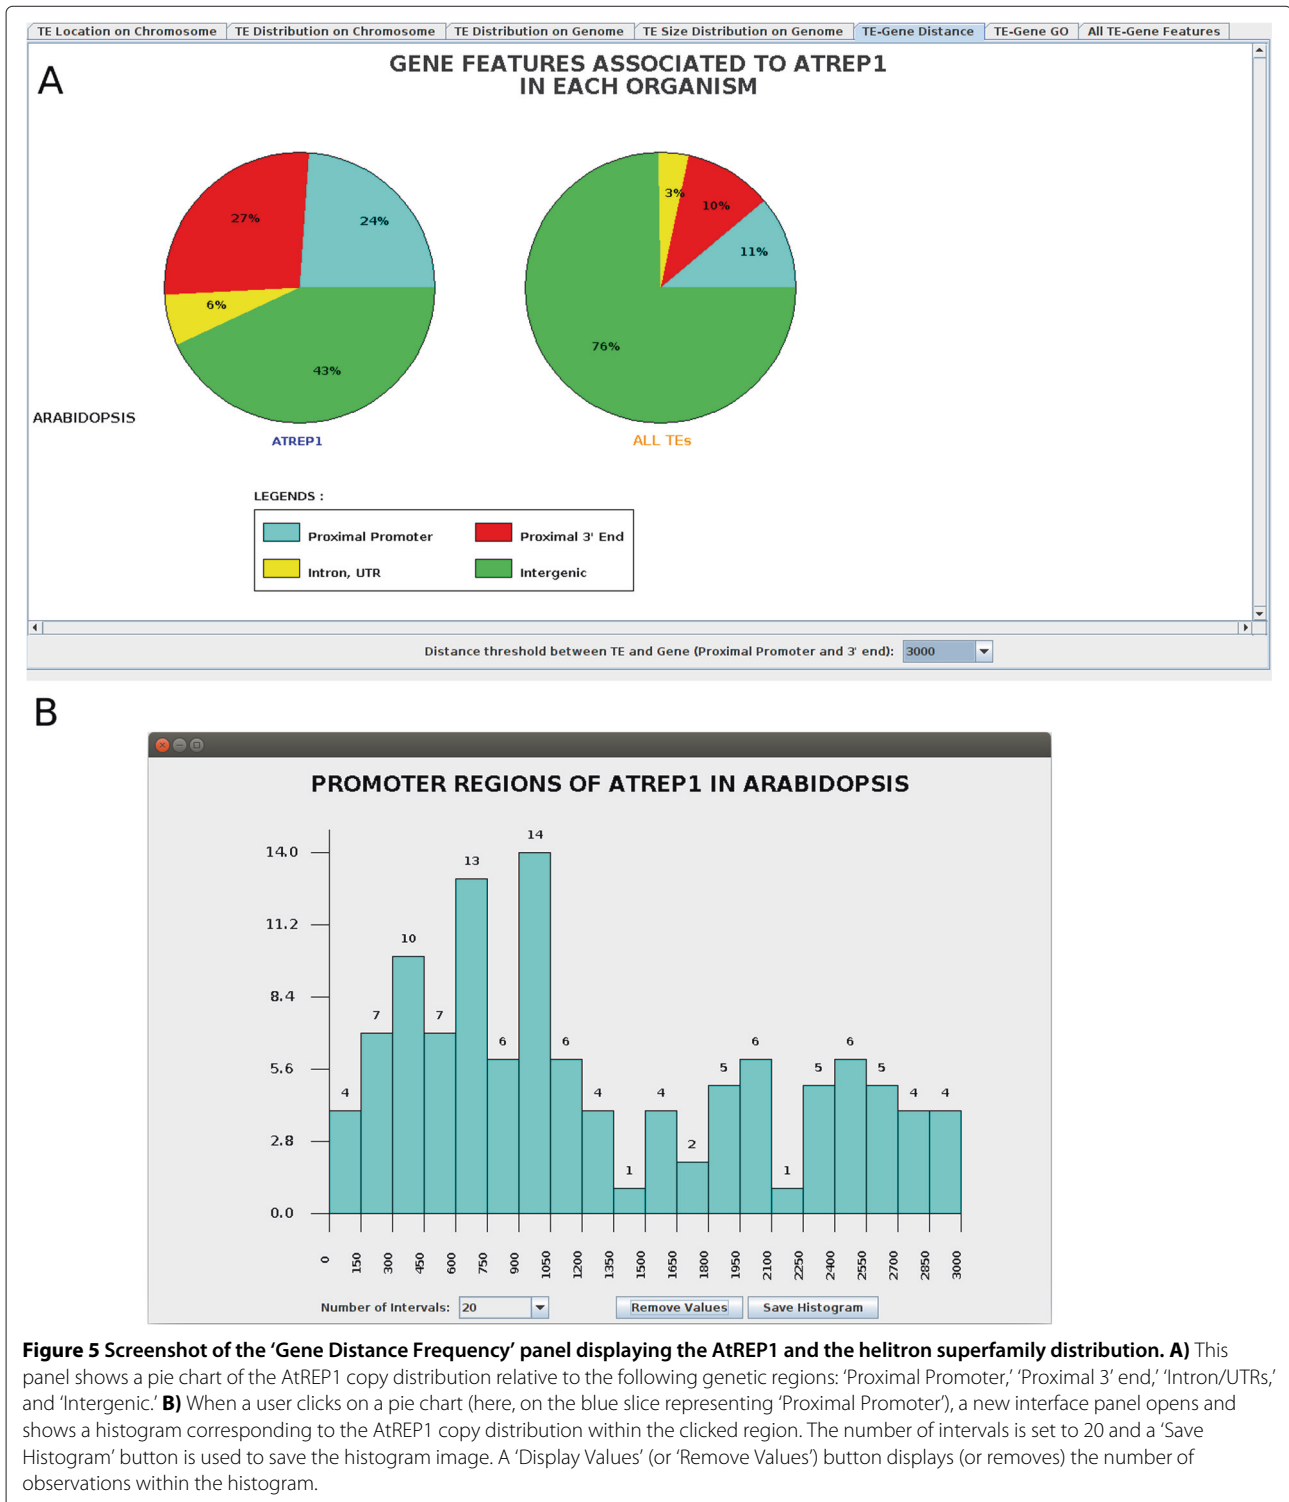 TE Location on Chromosome TE Distribution on Chromosome TE Distribution on Genome TE Size Distribution on Genome TE-Gene Distance TE-Gene GO All TE-Gene Features
A
GENE FEATURES ASSOCIATED TO ATREP1
IN EACH ORGANISM
27% 24%
6%
43%
3%
10%
11%
76%
ARABIDOPSIS
ATREP1 ALL TEs
LEGENDS :
Proximal Promoter Proximal 3' End
Intron, UTR Intergenic
Distance threshold between TE and Gene (Proximal Promoter and 3' end): 3000
B
PROMOTER REGIONS OF ATREP1 IN ARABIDOPSIS
14.0
11.2
8.4
5.6
2.8
0.0
4 7 10 7 13 6 14 6 4 1 4 2 5 6 1 5 6 5 4 4
0 150 300 450 600 750 900 1050 1200 1350 1500 1650 1800 1950 2100 2250 2400 2550 2700 2850 3000
Number of Intervals: 20 Remove Values Save Histogram
Figure 5 Screenshot of the ‘Gene Distance Frequency’ panel displaying the AtREP1 and the helitron superfamily distribution. A) This
panel shows a pie chart of the AtREP1 copy distribution relative to the following genetic regions: ‘Proximal Promoter,’ ‘Proximal 3’ end,’ ‘Intron/UTRs,’
and ‘Intergenic.’ B) When a user clicks on a pie chart (here, on the blue slice representing ‘Proximal Promoter’), a new interface panel opens and
shows a histogram corresponding to the AtREP1 copy distribution within the clicked region. The number of intervals is set to 20 and a ‘Save
Histogram’ button is used to save the histogram image. A ‘Display Values’ (or ‘Remove Values’) button displays (or removes) the number of
observations within the histogram.